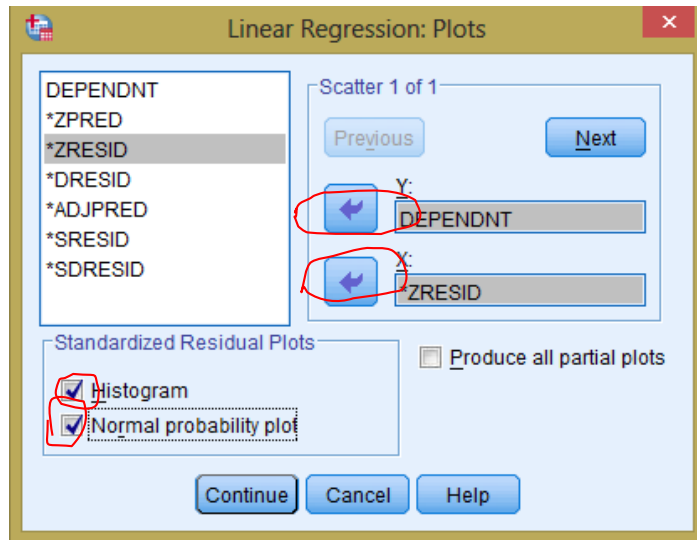 Linear Regression: Plots
DEPENDNT
*ZPRED
*ZRESID
*DRESID
*ADJPRED
*SRESID
*SDRESID
Scatter 1 of 1
Previous
Next
Y:
DEPENDNT
X:
*ZRESID
Standardized Residual Plots
Histogram
Normal probability plot
Produce all partial plots
Continue
Cancel
Help